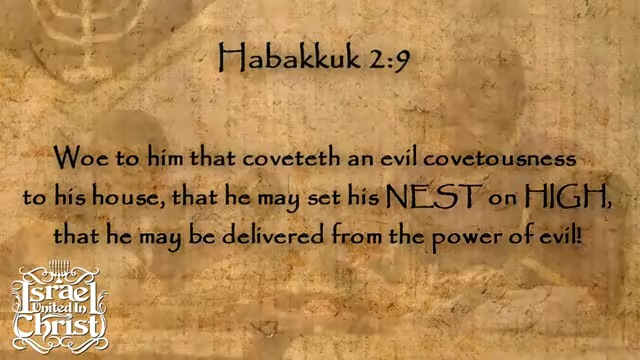 Habakkuk 2:9
Woe to him that coveteth an evil covetousness
to his house, that he may set his NEST on HIGH,
that he may be delivered from the power of evil!
Israel
United In
Christ